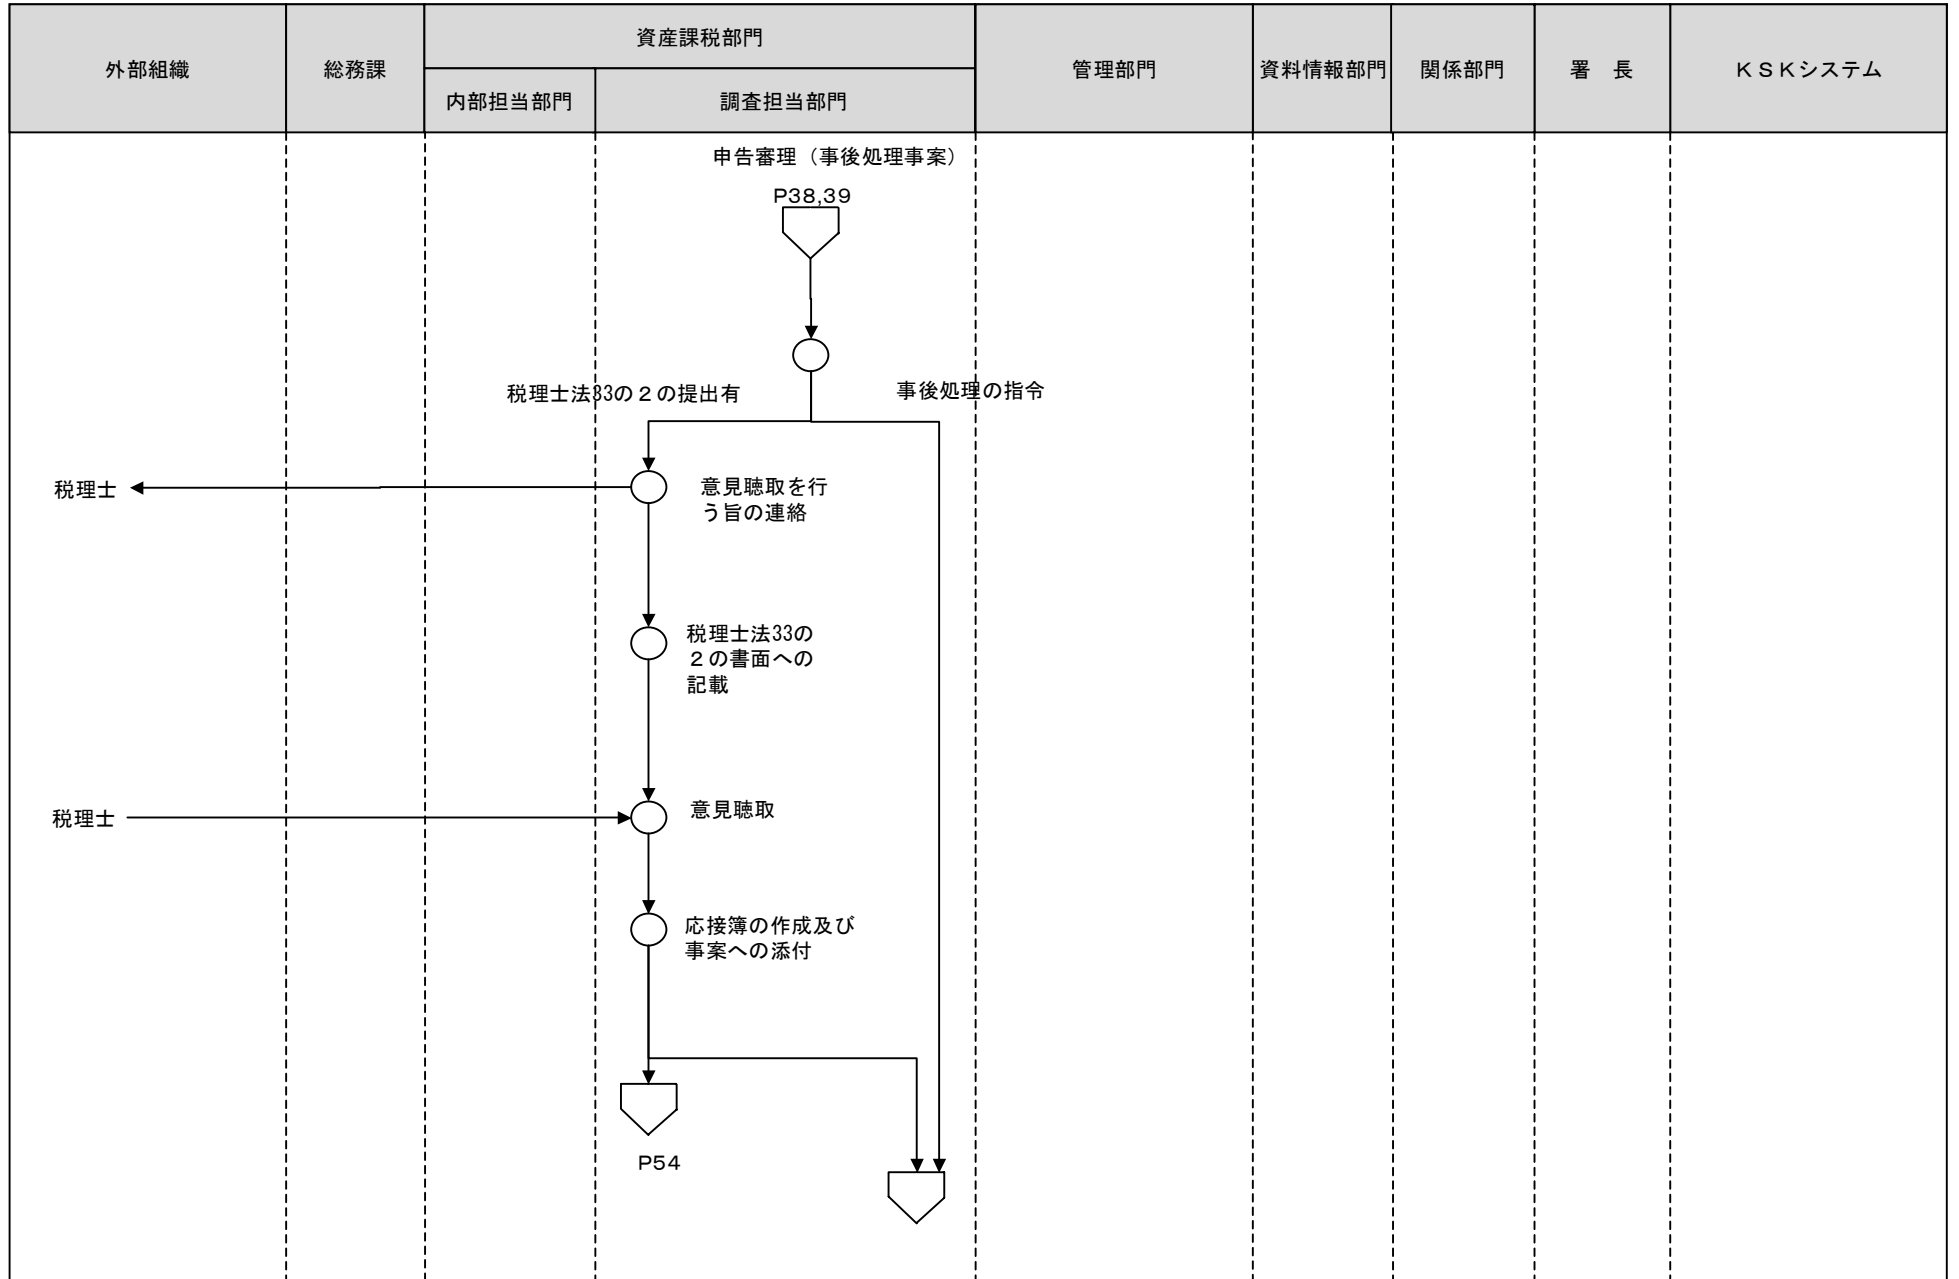 外部組織
総務課
資産課税部門
内部担当部門
調査担当部門
管理部門
資料情報部門
関係部門
署　長
ＫＳＫシステム
申告審理（事後処理事案）
P38,39
税理士法33の２の提出有
事後処理の指令
税理士
意見聴取を行
う旨の連絡
税理士法33の
２の書面への
記載
税理士
意見聴取
応接簿の作成及び
事案への添付
P54